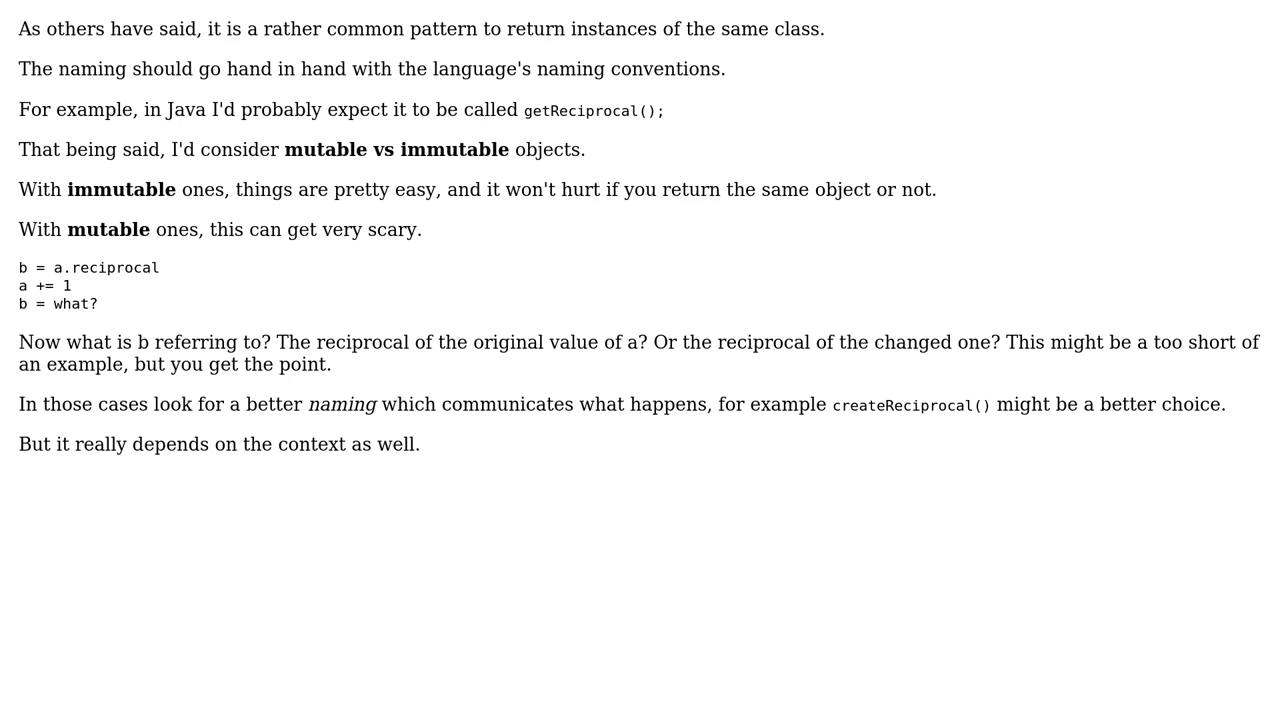 As others have said, it is a rather common pattern to return instances of the same class.
The naming should go hand in hand with the language's naming conventions.
For example, in Java I'd probably expect it to be called getReciprocal();
That being said, I'd consider mutable vs immutable objects.
With immutable ones, things are pretty easy, and it won't hurt if you return the same object or not.
With mutable ones, this can get very scary.
b = a.reciprocal
a += 1
b = what?
Now what is b referring to? The reciprocal of the original value of a? Or the reciprocal of the changed one? This might be a too short of
an example, but you get the point.
In those cases look for a better naming which communicates what happens, for example createReciprocal() might be a better choice.
But it really depends on the context as well.